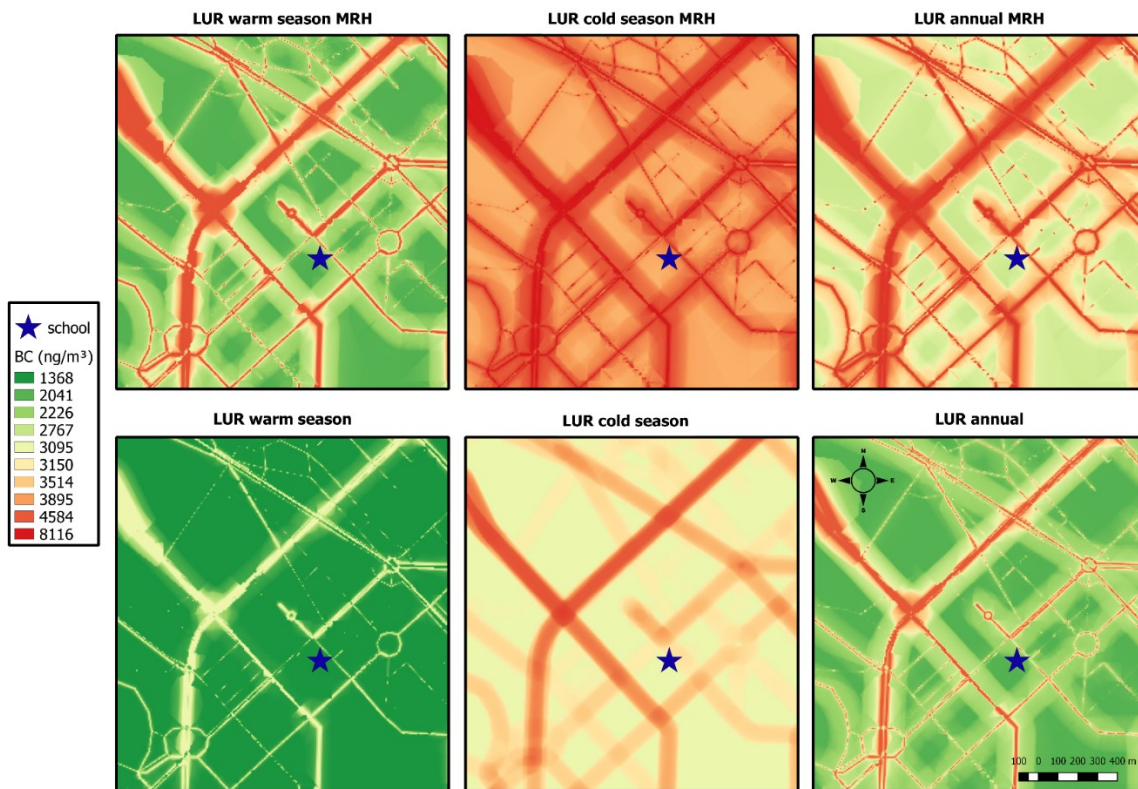 LUR warm season MRH
LUR cold season MRH
LUR annual MRH
school
BC (ng/m³)
1368
2041
2226
2767
3095
3150
3514
3895
4584
8116
LUR warm season
LUR cold season
LUR annual
N
W E
S
100 0 100 200 300 400 m